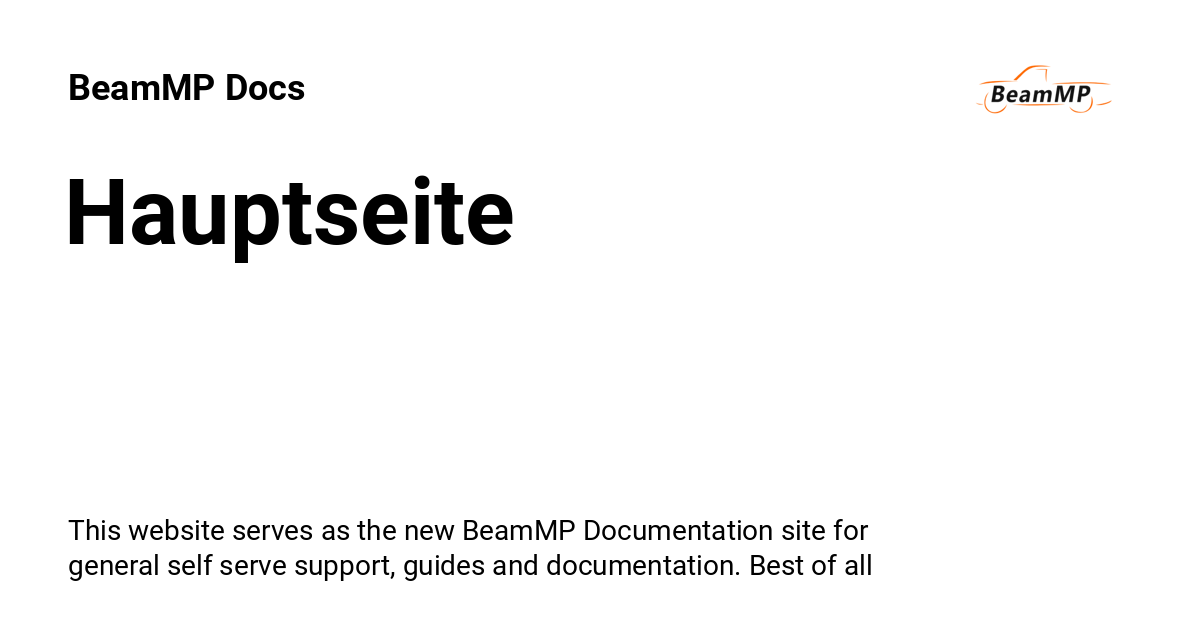 BeamMP Docs
BeamMP
Hauptseite
This website serves as the new BeamMP Documentation site for
general self serve support, guides and documentation. Best of all